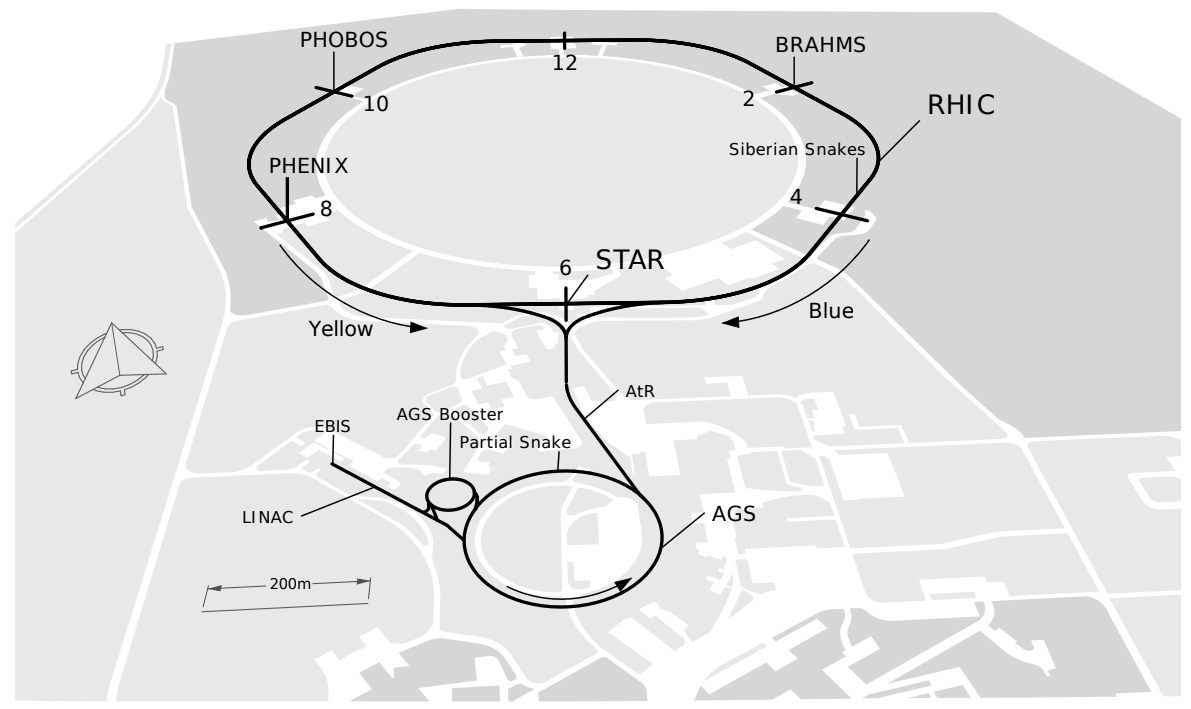 PHOBOS
BRAHMS
12
2
10
RHIC
Siberian Snakes
PHENIX
4
8
STAR
6
Blue
Yellow
AtR
AGS Booster
EBIS
Partial Snake
AGS
LINAC
200m